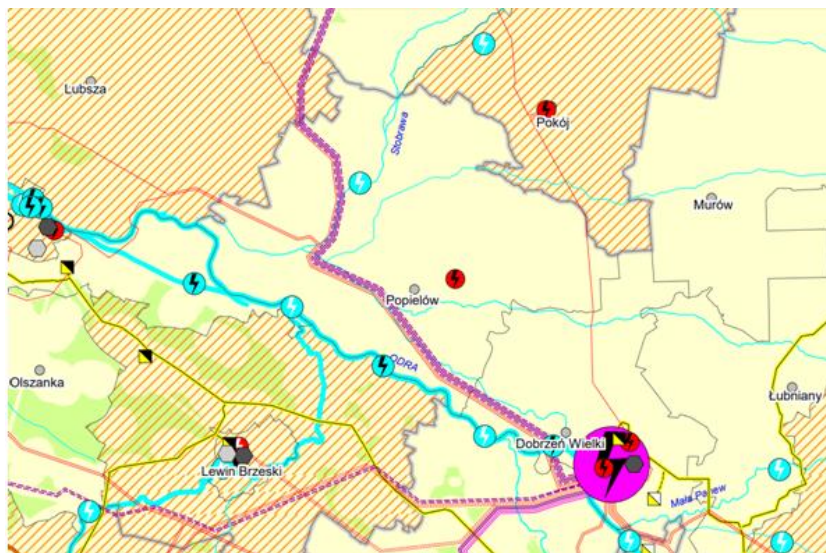 Lubsza
Stobrawa
Pokój
Murów
Popielów
ODRA
Olszanka
Łubniany
Dobrzeń Wielki
Lewin Brzeski
Mała Panew